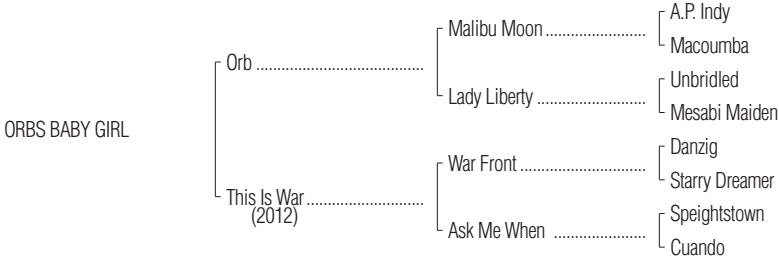 A.P. Indy
Malibu Moon ........................
Macoumba
Orb ........................................
Unbridled
Lady Liberty ..........................
Mesabi Maiden
ORBS BABY GIRL
Danzig
War Front ..............................
Starry Dreamer
This Is War ............................
(2012)
Speightstown
Ask Me When ......................
Cuando